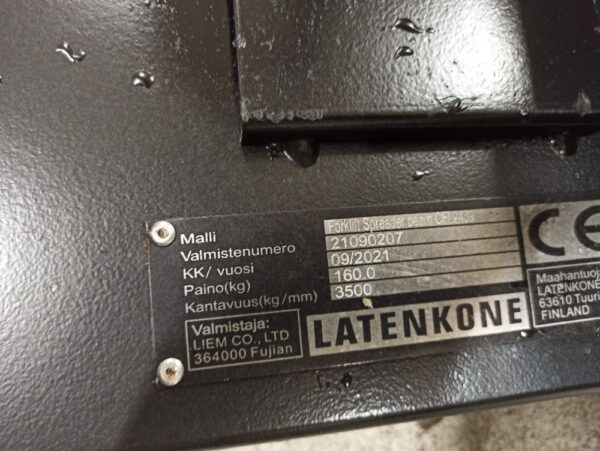 Malli Forklift Spreader beam
Valmistenumero 21090207
KK/ vuosi 09/2021
Paino(kg) 160.0
Kantavuus(kg/mm) 3500
Valmistaja:
LIEM CO., LTD
364000 Fujian
LATENKONE
CE
Maahantuoja
LATENKONE
63610 Tuuri
FINLAND